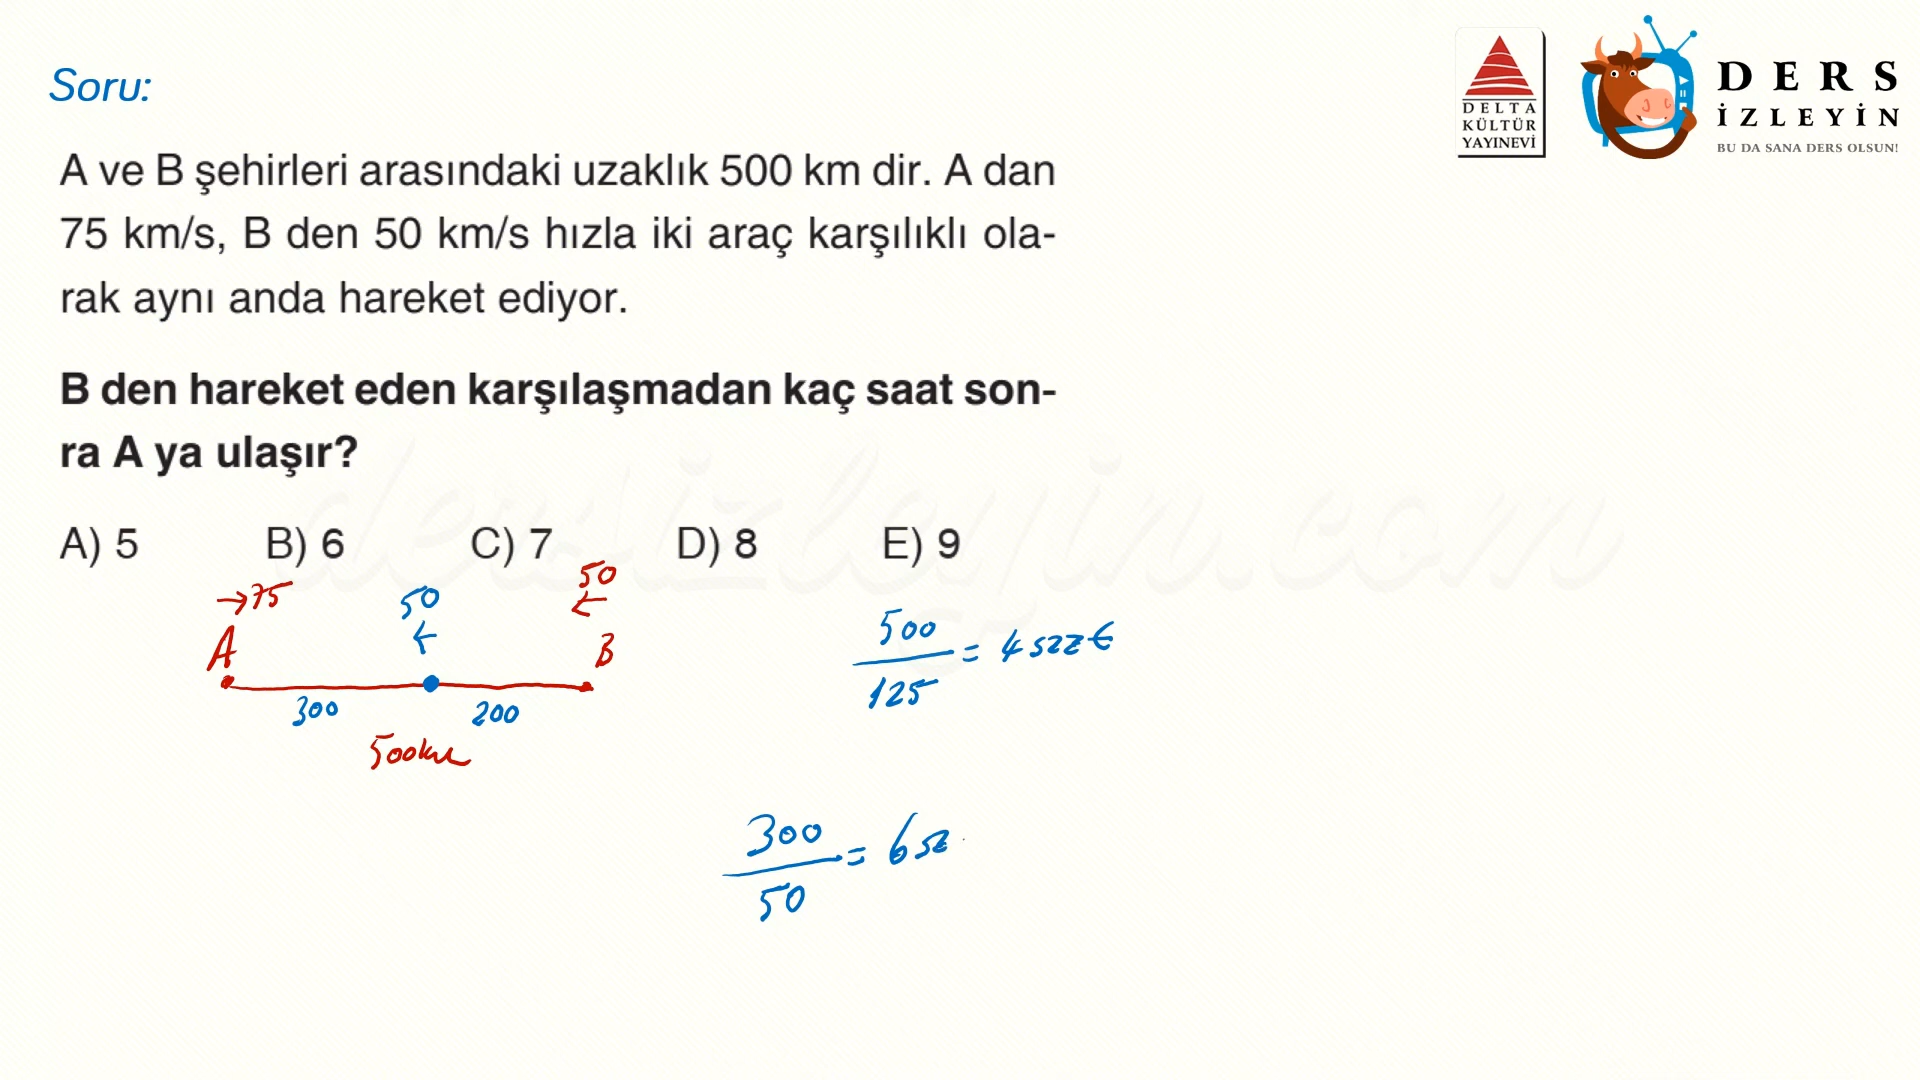 Soru:
DELTA
KÜLTÜR
YAYINEVİ
DERS
İZLEYİN
BU DA SANA DERS OLSUN!
A ve B şehirleri arasındaki uzaklık 500 km dir. A dan
75 km/s, B den 50 km/s hızla iki araç karşılıklı ola-
rak aynı anda hareket ediyor.
B den hareket eden karşılaşmadan kaç saat son-
ra A ya ulaşır?
dersizleyin.com
A) 5 B) 6 C) 7 D) 8 E) 9
→75 50 50
A ← ← B
300 200
500km
500
125
= 4 saat
300
50
= 6 sa